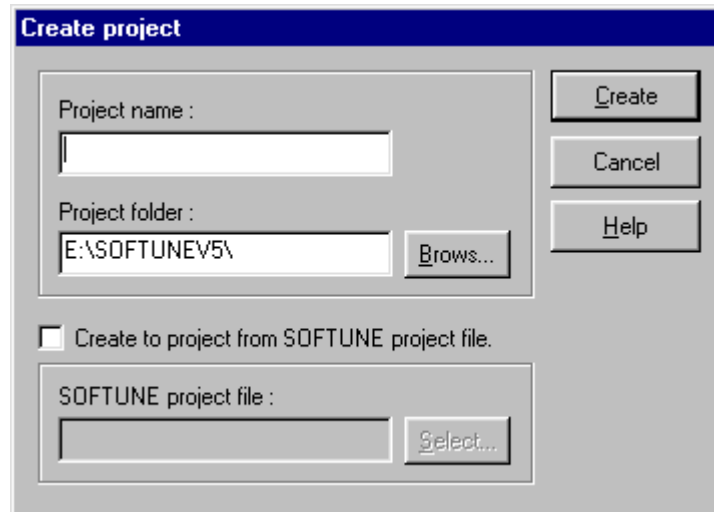 Create project
Project name :
Create
Cancel
Project folder :
Help
E:\SOFTUNEV5\
Brows...
Create to project from SOFTUNE project file.
SOFTUNE project file :
Select...